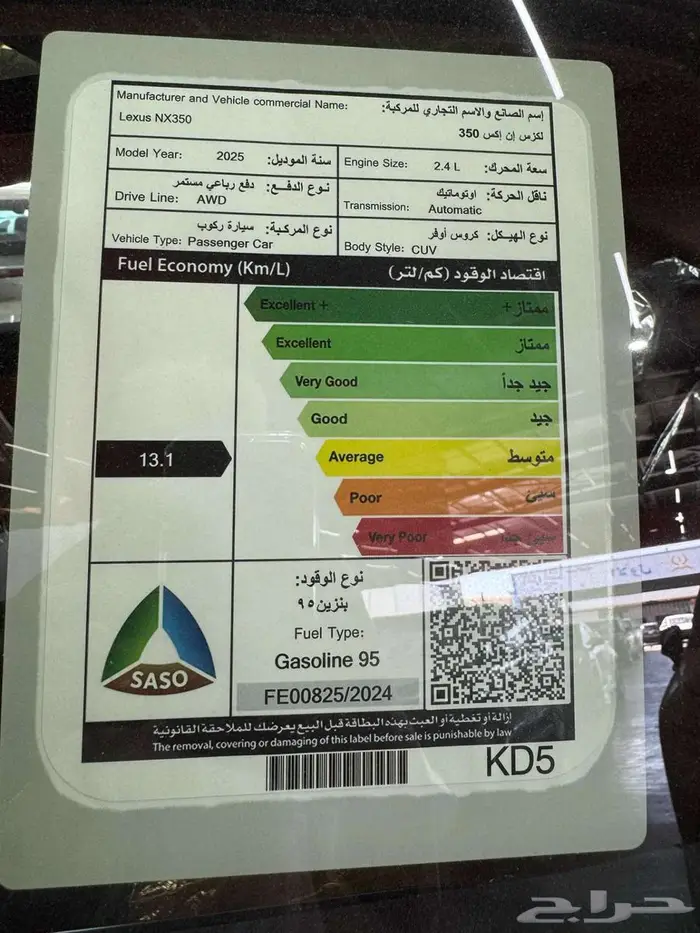 Manufacturer and Vehicle commercial Name:
إسم الصانع والاسم التجاري للمركبة:
Lexus NX350
لكزس إن إكس 350
Model Year: 2025 سنة الموديل:
Engine Size: 2.4 L سعة المحرك:
نوع الدفع: دفع رباعي مستمر
Drive Line: AWD
ناقل الحركة: اوتوماتيك
Transmission: Automatic
نوع المركبة: سيارة ركوب
Vehicle Type: Passenger Car
نوع الهيكل: كروس أوفر
Body Style: CUV
Fuel Economy (Km/L) اقتصاد الوقود (كم/لتر)
Excellent + ممتاز+
Excellent ممتاز
Very Good جيد جداً
Good جيد
13.1
Average متوسط
Poor سيئ
Very Poor
SASO
نوع الوقود:
بنزين ٩٥
Fuel Type:
Gasoline 95
FE00825/2024
إزالة أو تغطية أو العبث بهذه البطاقة قبل البيع يعرضك للملاحقة القانونية
The removal, covering or damaging of this label before sale is punishable by law
KD5
حراج